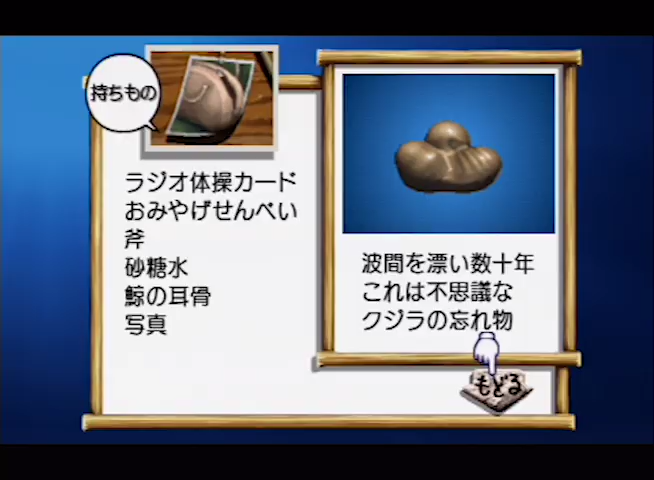 持ちもの
ラジオ体操カード
おみやげせんべい
斧
砂糖水
鯨の耳骨
写真
波間を漂い数十年
これは不思議な
クジラの忘れ物
もどる